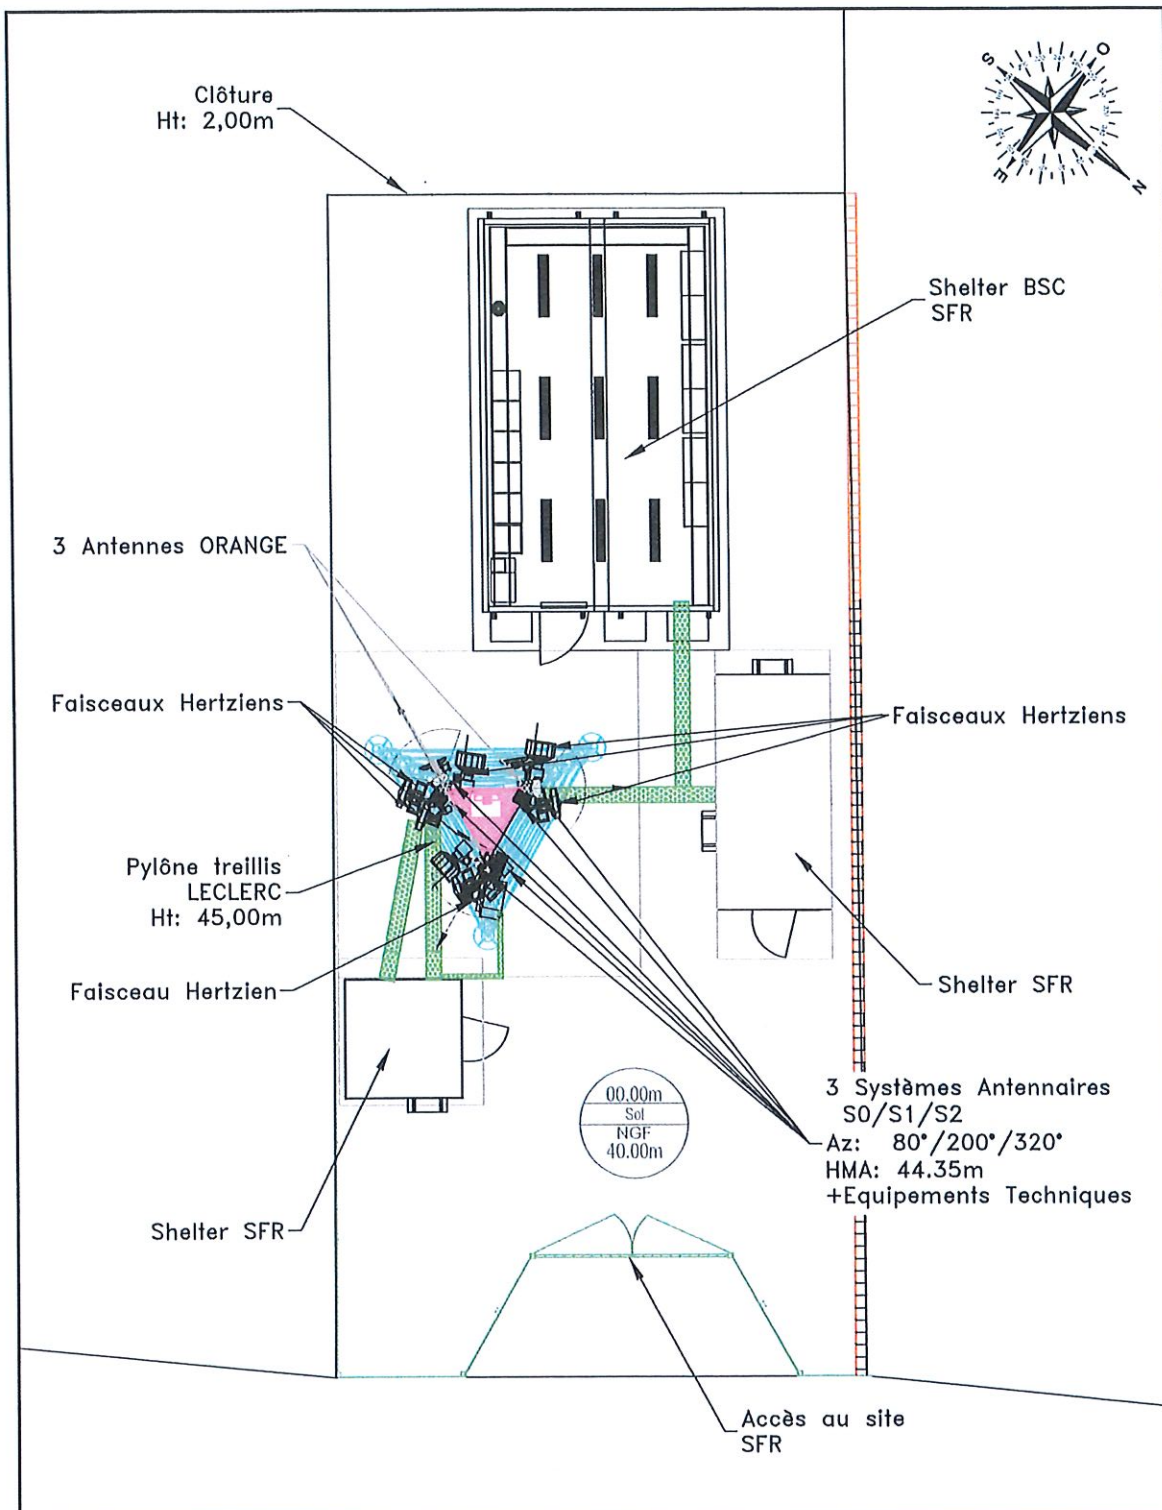 S
O
E
N
Clôture
Ht: 2,00m
Shelter BSC
SFR
3 Antennes ORANGE
Faisceaux Hertziens
Faisceaux Hertziens
Pylône treillis
LECLERC
Ht: 45,00m
Faisceau Hertzien
Shelter SFR
00.00m
Sol
NGF
40.00m
3 Systèmes Antennaires
S0/S1/S2
Az: 80°/200°/320°
HMA: 44.35m
+Equipements Techniques
Shelter SFR
Accès au site
SFR